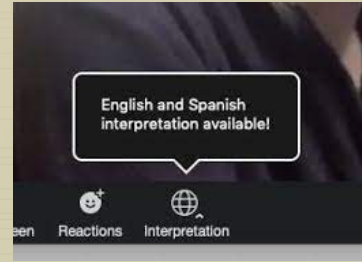 English and Spanish
interpretation available!
een Reactions Interpretation